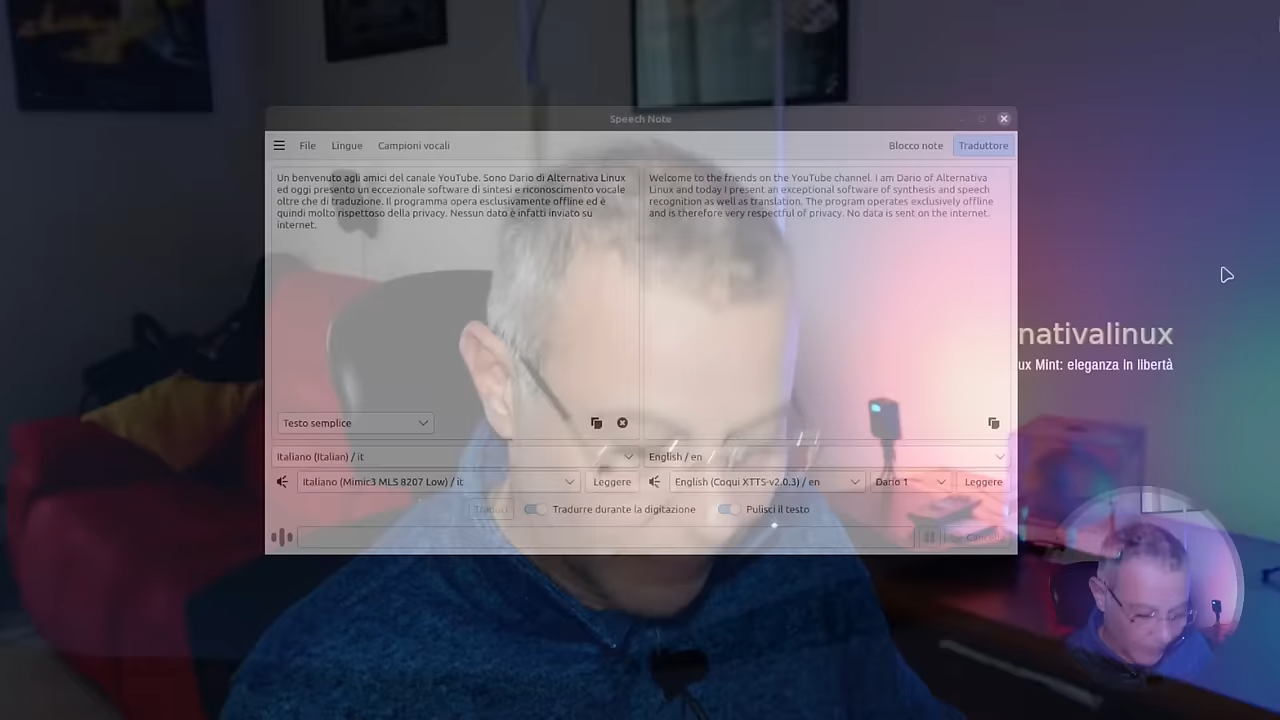 Speech Note
File Lingue Campioni vocali Blocco note Traduttore
Un benvenuto agli amici del canale YouTube. Sono Dario di Alternativa Linux
ed oggi presento un eccezionale software di sintesi e riconoscimento vocale
oltre che di traduzione. Il programma opera esclusivamente offline ed è
quindi molto rispettoso della privacy. Nessun dato è infatti inviato su
internet.
Welcome to the friends on the YouTube channel. I am Dario of Alternativa
Linux and today I present an exceptional software of synthesis and speech
recognition as well as translation. The program operates exclusively offline
and is therefore very respectful of privacy. No data is sent on the internet.
nativalinux
ux Mint: eleganza in libertà
Testo semplice
Italiano (Italian) / it English / en
Italiano (Mimic3 MLS 8207 Low) / it Leggere English (Coqui XTTS-v2.0.3) / en Dario 1 Leggere
Traduci Tradurre durante la digitazione Pulisci il testo